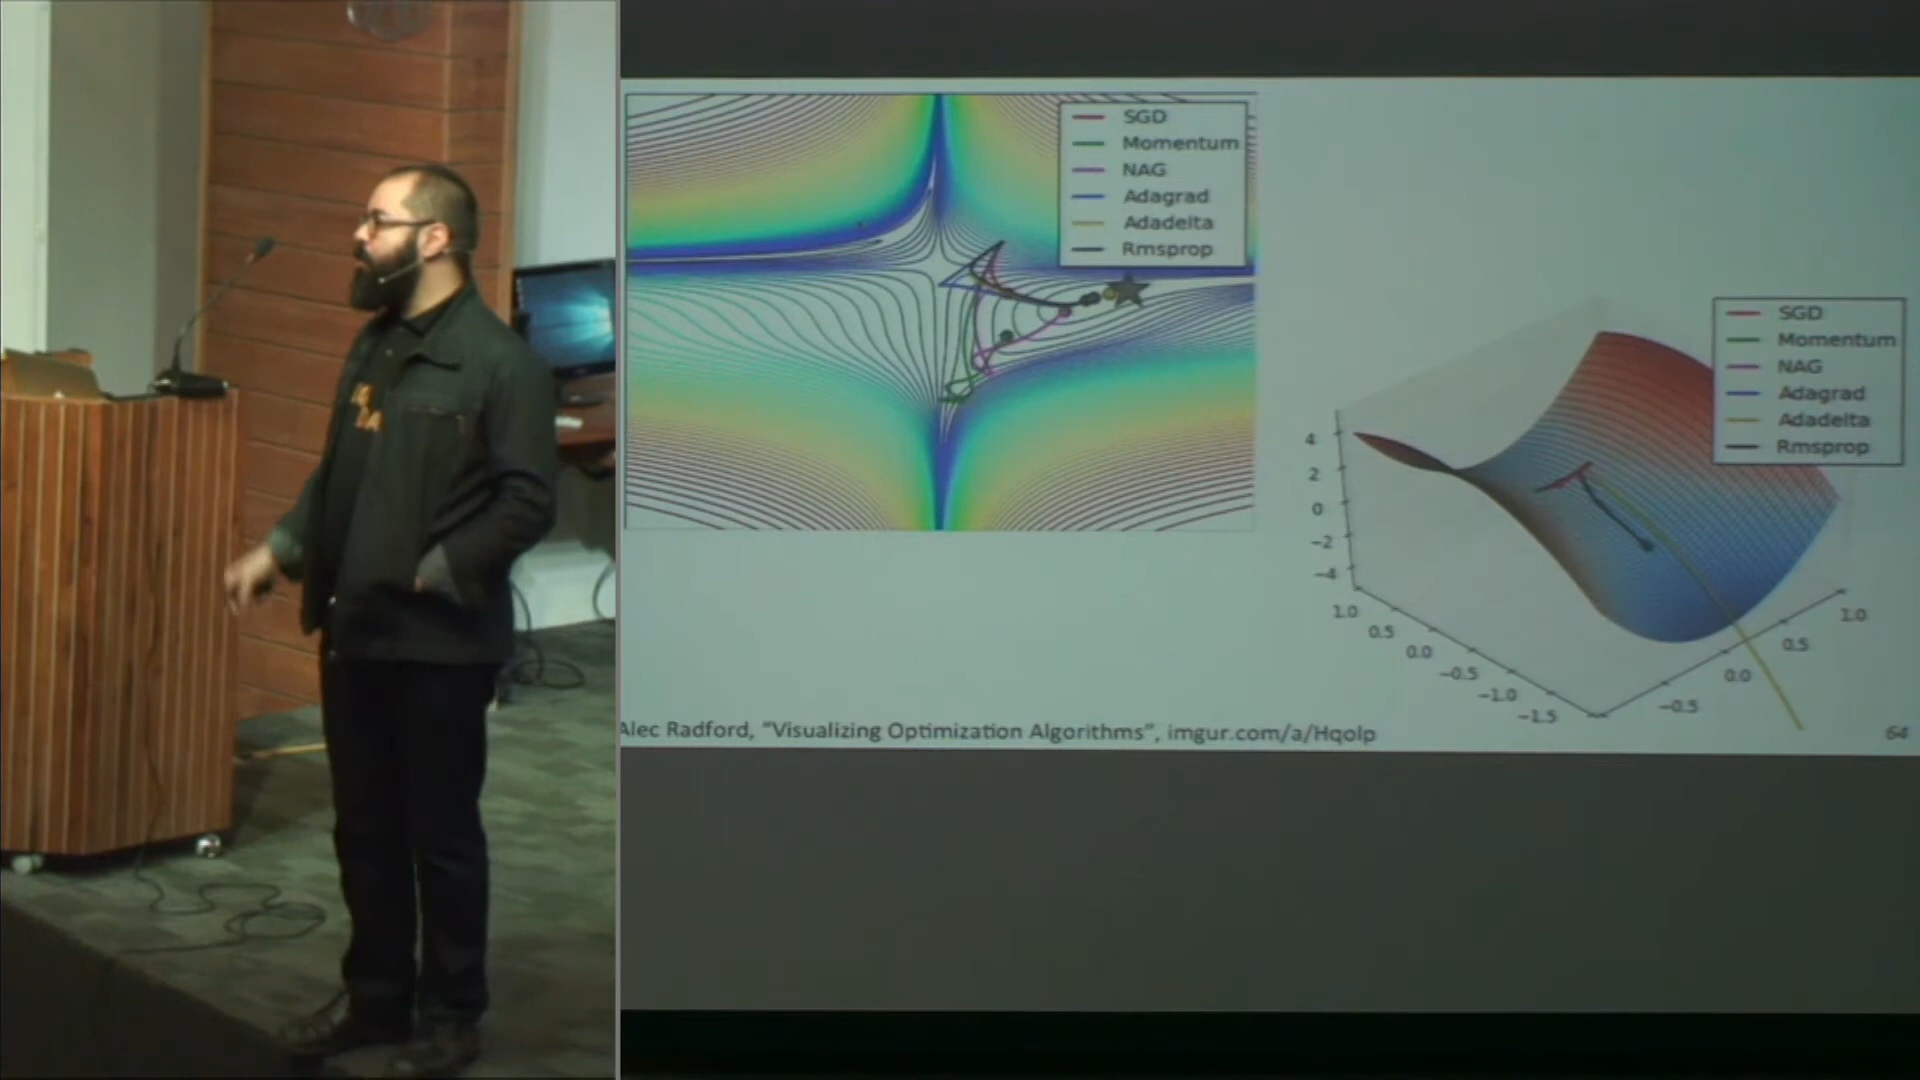 SGD
Momentum
NAG
Adagrad
Adadelta
Rmsprop
SGD
Momentum
NAG
Adagrad
Adadelta
Rmsprop
4
2
0
−2
−4
1.0
0.5
0.0
−0.5
−1.0
−1.5
−0.5
0.0
0.5
1.0
Alec Radford, “Visualizing Optimization Algorithms”, imgur.com/a/Hqolp
64